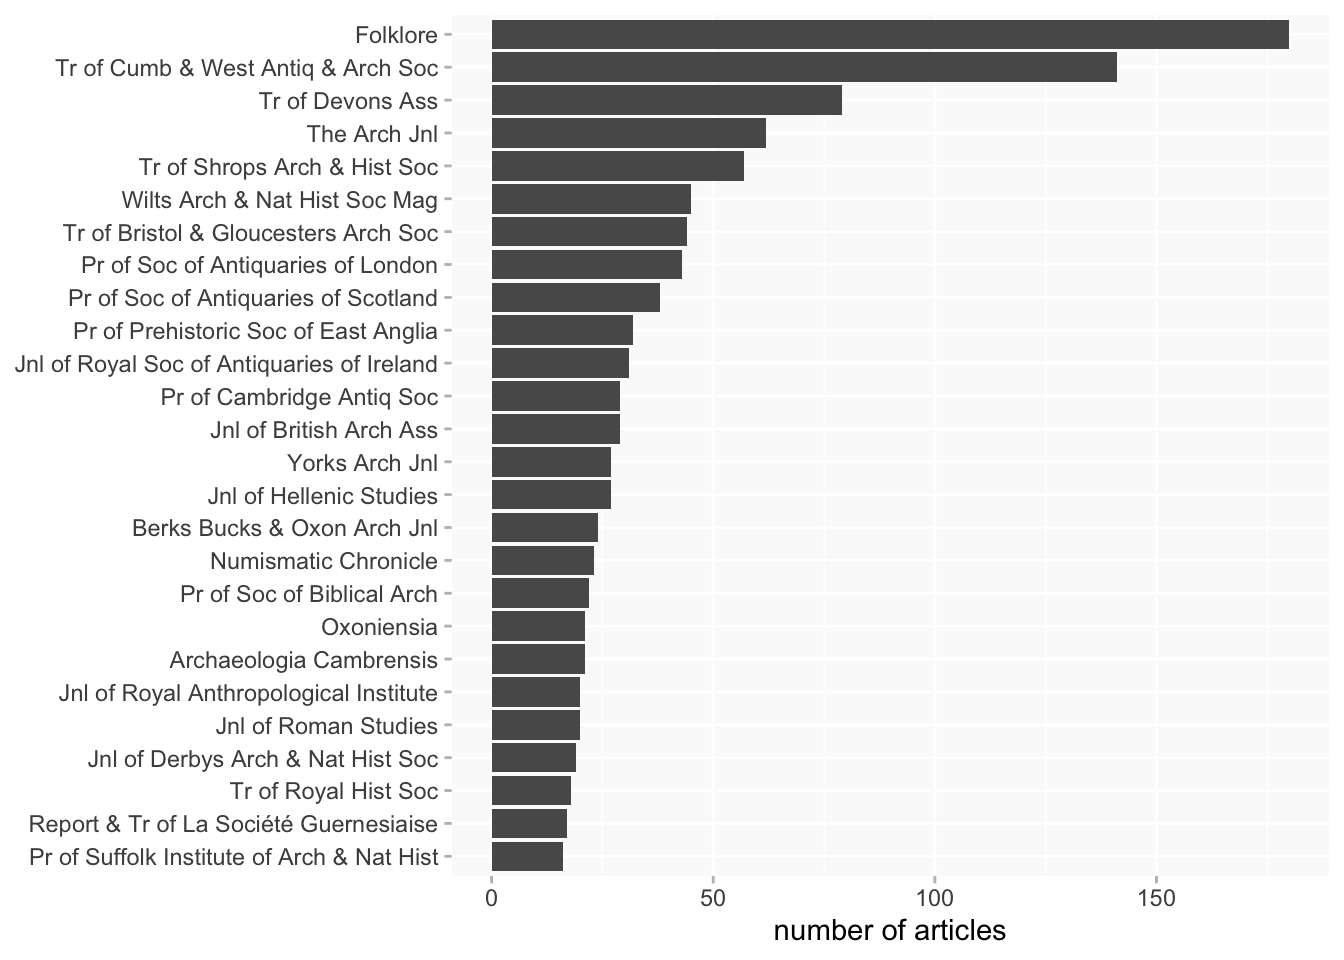 Folklore
Tr of Cumb & West Antiq & Arch Soc
Tr of Devons Ass
The Arch Jnl
Tr of Shrops Arch & Hist Soc
Wilts Arch & Nat Hist Soc Mag
Tr of Bristol & Gloucesters Arch Soc
Pr of Soc of Antiquaries of London
Pr of Soc of Antiquaries of Scotland
Pr of Prehistoric Soc of East Anglia
Jnl of Royal Soc of Antiquaries of Ireland
Pr of Cambridge Antiq Soc
Jnl of British Arch Ass
Yorks Arch Jnl
Jnl of Hellenic Studies
Berks Bucks & Oxon Arch Jnl
Numismatic Chronicle
Pr of Soc of Biblical Arch
Oxoniensia
Archaeologia Cambrensis
Jnl of Royal Anthropological Institute
Jnl of Roman Studies
Jnl of Derbys Arch & Nat Hist Soc
Tr of Royal Hist Soc
Report & Tr of La Société Guernesiaise
Pr of Suffolk Institute of Arch & Nat Hist
0 50 100 150
number of articles